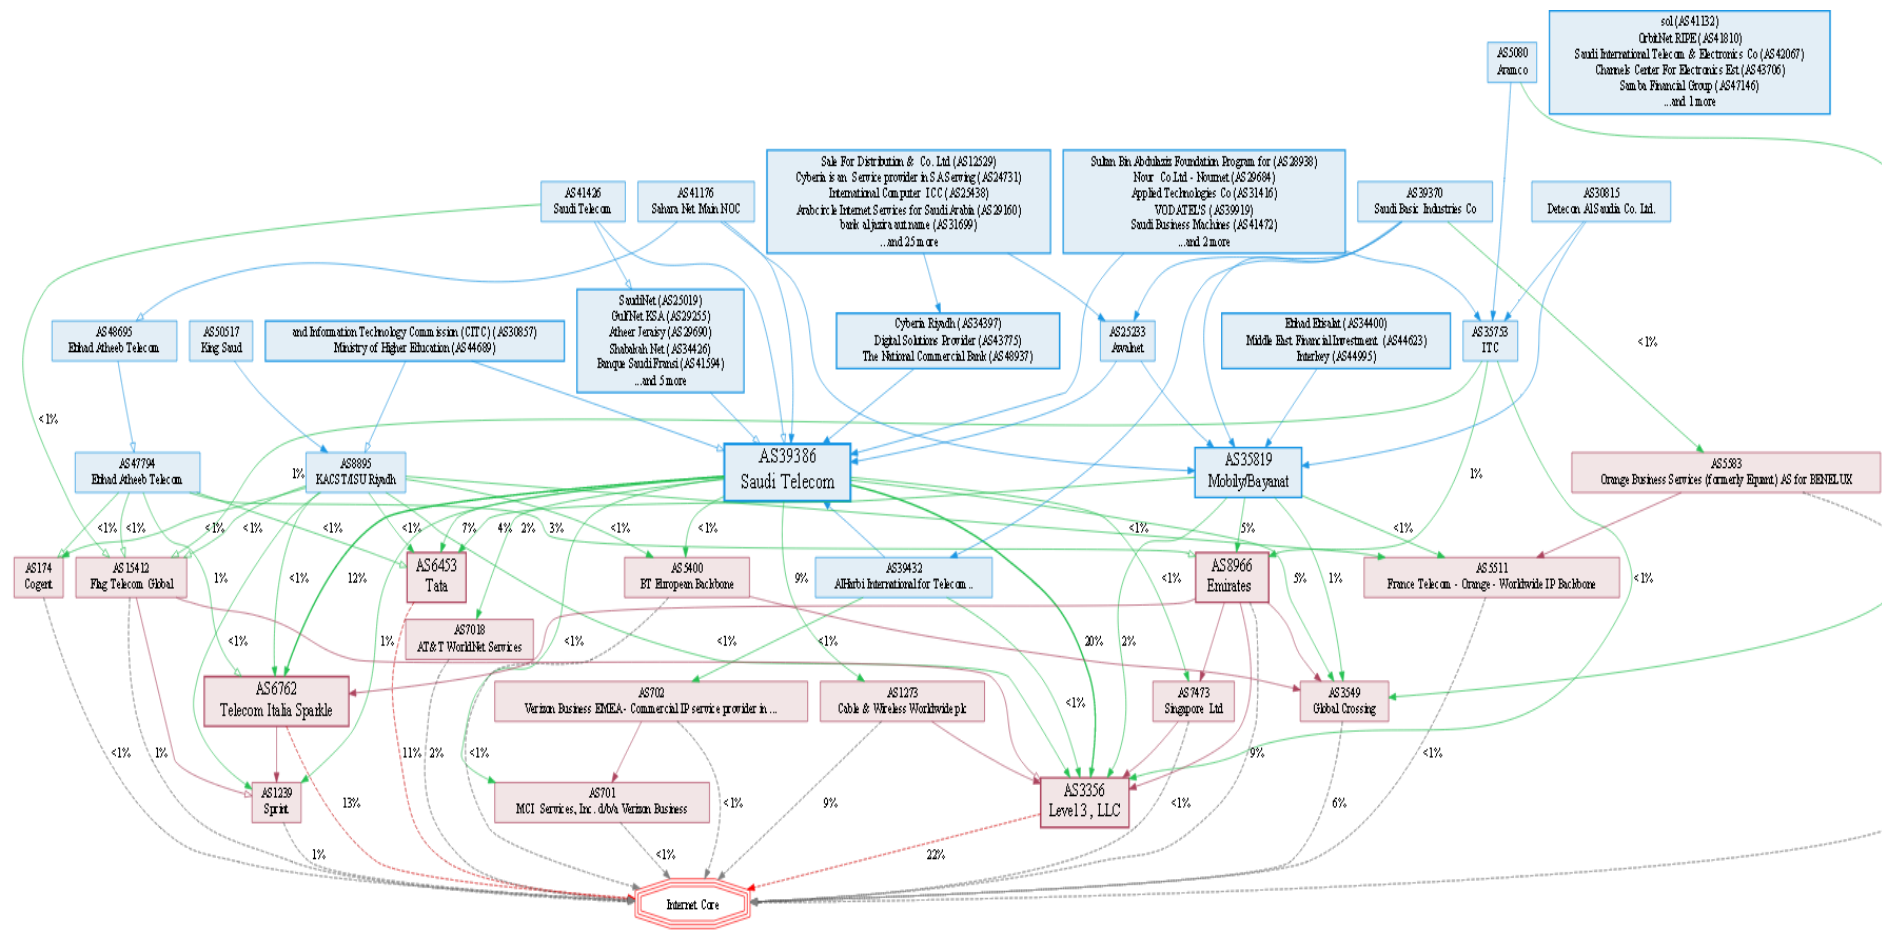 sol (AS41132)
OrbitNet RIPE (AS41810)
Saudi International Telecom & Electronics Co (AS42067)
Channels Center For Electronics Est (AS43706)
Samba Financial Group (AS47146)
...and 1 more
AS5080
Aramco
Sale For Distribution & Co. Ltd (AS12529)
Cyberia is an Service provider in S.A Serving (AS24731)
International Computer ICC (AS25438)
Arabcircle Internet Services for Saudi Arabia (AS29160)
bank aljazira autname (AS31699)
...and 25 more
Sultan Bin Abdulaziz Foundation Program for (AS28938)
Nour Co.Ltd - Nournet (AS29684)
Applied Technologies Co (AS31416)
VODATEL'S (AS39919)
Saudi Business Machines (AS41472)
...and 2 more
AS41426
Saudi Telecom
AS41176
Sahara Net Main NOC
AS39370
Saudi Basic Industries Co
AS30815
Detecon Al Saudia Co. Ltd.
AS48695
Etihad Atheeb Telecom
AS50517
King Saud
and Information Technology Commission (CITC) (AS30857)
Ministry of Higher Education (AS44689)
SaudiNet (AS25019)
GulfNet KSA (AS29255)
Atheer Jeraisy (AS29690)
Shabakah Net (AS34426)
Banque Saudi Fransi (AS41594)
...and 5 more
Cyberia Riyadh (AS34397)
Digital Solutions Provider (AS43775)
The National Commercial Bank (AS48937)
AS25233
Awalnet
Etihad Etisalat (AS34400)
Middle East Financial Investment (AS44623)
Interkey (AS44995)
AS35753
ITC
<1%
<1%
AS47794
Etihad Atheeb Telecom
1%
AS8895
KACST/ISU Riyadh
AS39386
Saudi Telecom
AS35819
Mobily/Bayanat
1%
AS5583
Orange Business Services (formerly Equant) AS for BENELUX
<1%
<1%
<1%
<1%
<1%
<1%
7%
4%
2%
3%
<1%
<1%
<1%
5%
<1%
AS174
Cogent
AS15412
Flag Telecom Global
1%
<1%
12%
AS6453
Tata
AS5400
BT European Backbone
9%
AS39432
AlHarbi International for Telecom...
<1%
AS8966
Emirates
5%
1%
AS5511
France Telecom - Orange - Worldwide IP Backbone
<1%
<1%
1%
AS7018
AT&T WorldNet Services
<1%
<1%
<1%
20%
2%
AS6762
Telecom Italia Sparkle
AS702
Verizon Business EMEA - Commercial IP service provider in ...
AS1273
Cable & Wireless Worldwide plc
<1%
AS7473
Singapore Ltd
AS3549
Global Crossing
<1%
1%
11%
2%
<1%
9%
<1%
AS1239
Sprint
13%
AS701
MCI Services, Inc. d/b/a Verizon Business
<1%
9%
AS3356
Level 3, LLC
<1%
6%
1%
<1%
22%
Internet Core